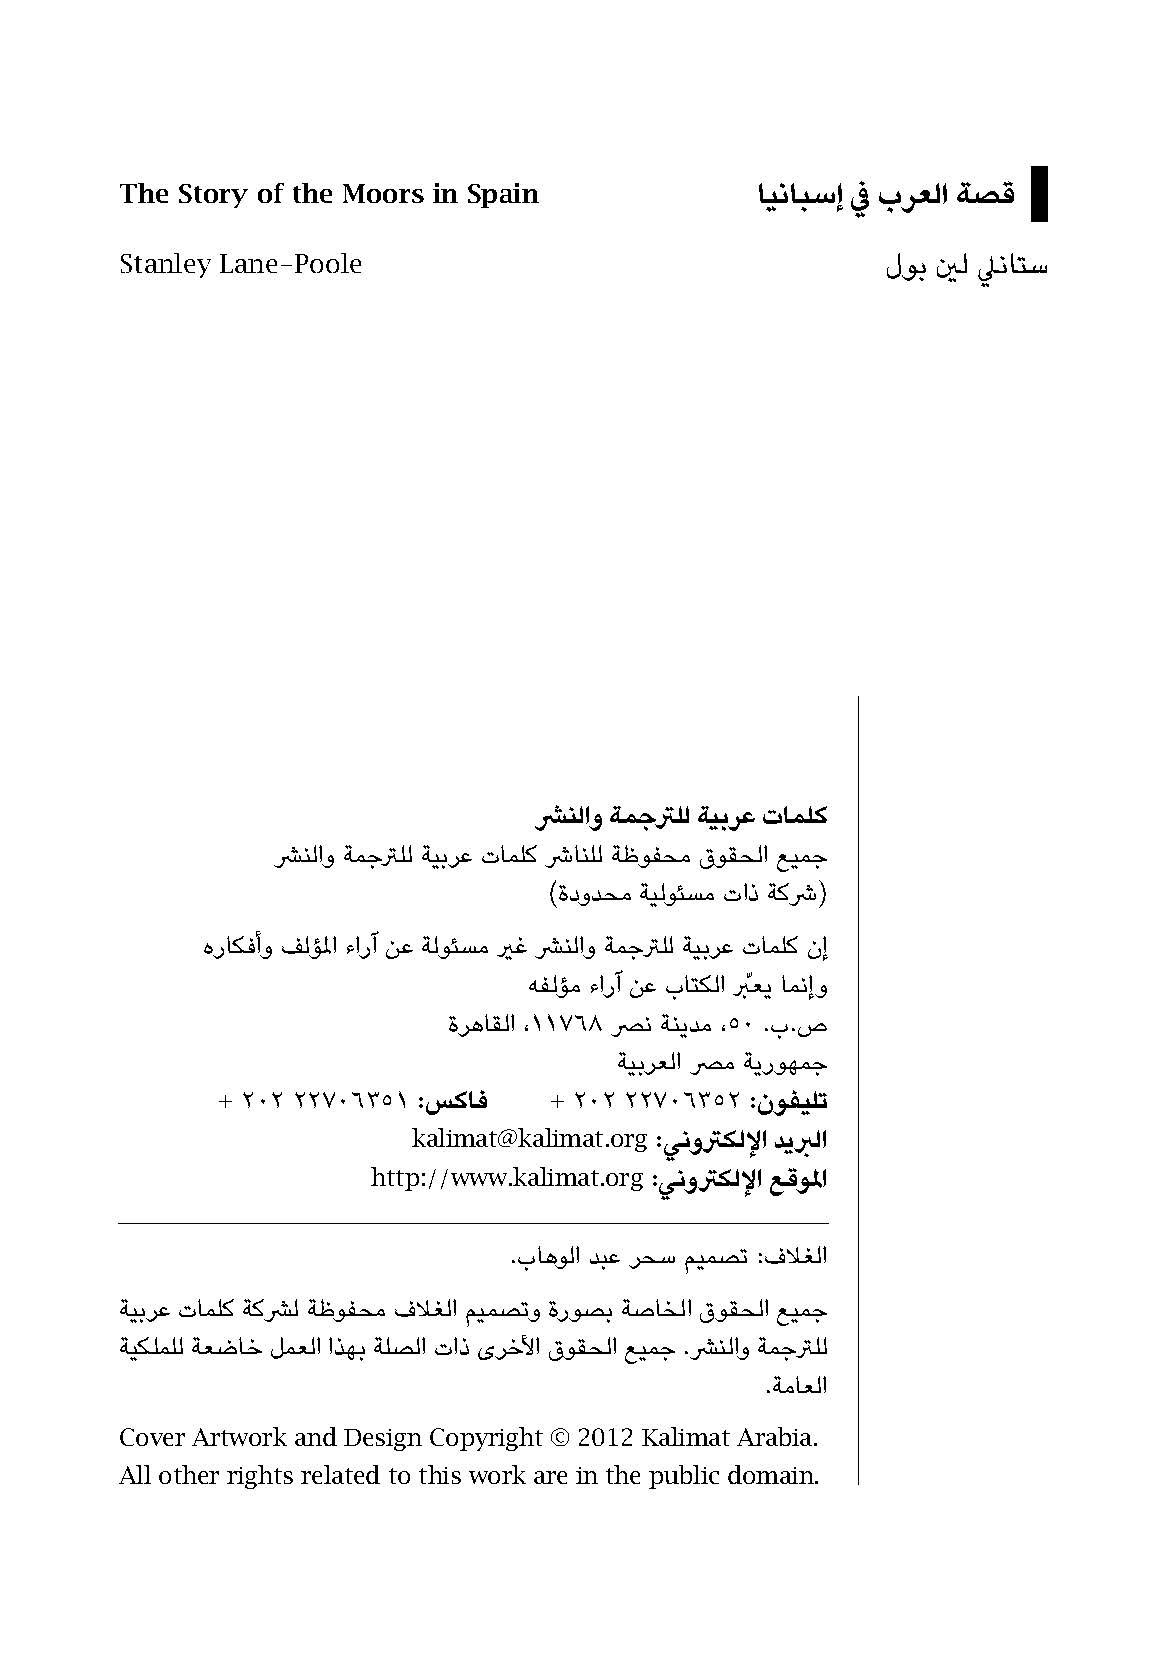 قصة العرب في إسبانيا
The Story of the Moors in Spain
ستانلي لين بول
Stanley Lane-Poole
كلمات عربية للترجمة والنشر
جميع الحقوق محفوظة للناشر كلمات عربية للترجمة والنشر
(شركة ذات مسئولية محدودة)
إن كلمات عربية للترجمة والنشر غير مسئولة عن آراء المؤلف وأفكاره
وإنما يعبّر الكتاب عن آراء مؤلفه
ص.ب. ٥٠، مدينة نصر ١١٧٦٨، القاهرة
جمهورية مصر العربية
تليفون: ٢٢٧٠٦٣٥٢ ٢٠٢ + فاكس: ٢٢٧٠٦٣٥١ ٢٠٢ +
البريد الإلكتروني: kalimat@kalimat.org
الموقع الإلكتروني: http://www.kalimat.org
الغلاف: تصميم سحر عبد الوهاب.
جميع الحقوق الخاصة بصورة وتصميم الغلاف محفوظة لشركة كلمات عربية
للترجمة والنشر. جميع الحقوق الأخرى ذات الصلة بهذا العمل خاضعة للملكية
العامة.
Cover Artwork and Design Copyright © 2012 Kalimat Arabia.
All other rights related to this work are in the public domain.